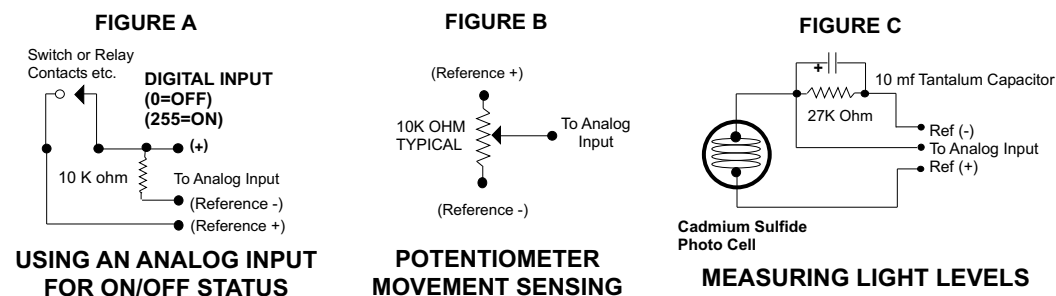 FIGURE A
Switch or Relay
Contacts etc.
DIGITAL INPUT
(0=OFF)
(255=ON)
(+)
10 K ohm
To Analog Input
(Reference -)
(Reference +)
USING AN ANALOG INPUT
FOR ON/OFF STATUS
FIGURE B
(Reference +)
10K OHM
TYPICAL
To Analog
Input
(Reference -)
POTENTIOMETER
MOVEMENT SENSING
FIGURE C
+
10 mf Tantalum Capacitor
27K Ohm
Ref (-)
To Analog Input
Ref (+)
Cadmium Sulfide
Photo Cell
MEASURING LIGHT LEVELS